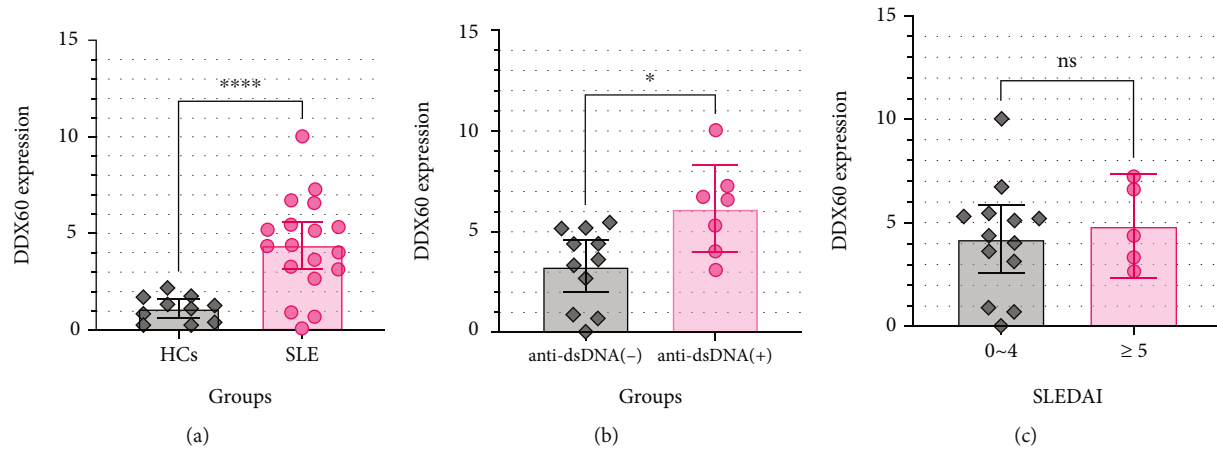 DDX60 expression
15
10
5
0
****
HCs
SLE
Groups
(a)
DDX60 expression
15
10
5
0
*
anti-dsDNA(–)
anti-dsDNA(+)
Groups
(b)
DDX60 expression
15
10
5
0
ns
0~4
≥ 5
SLEDAI
(c)